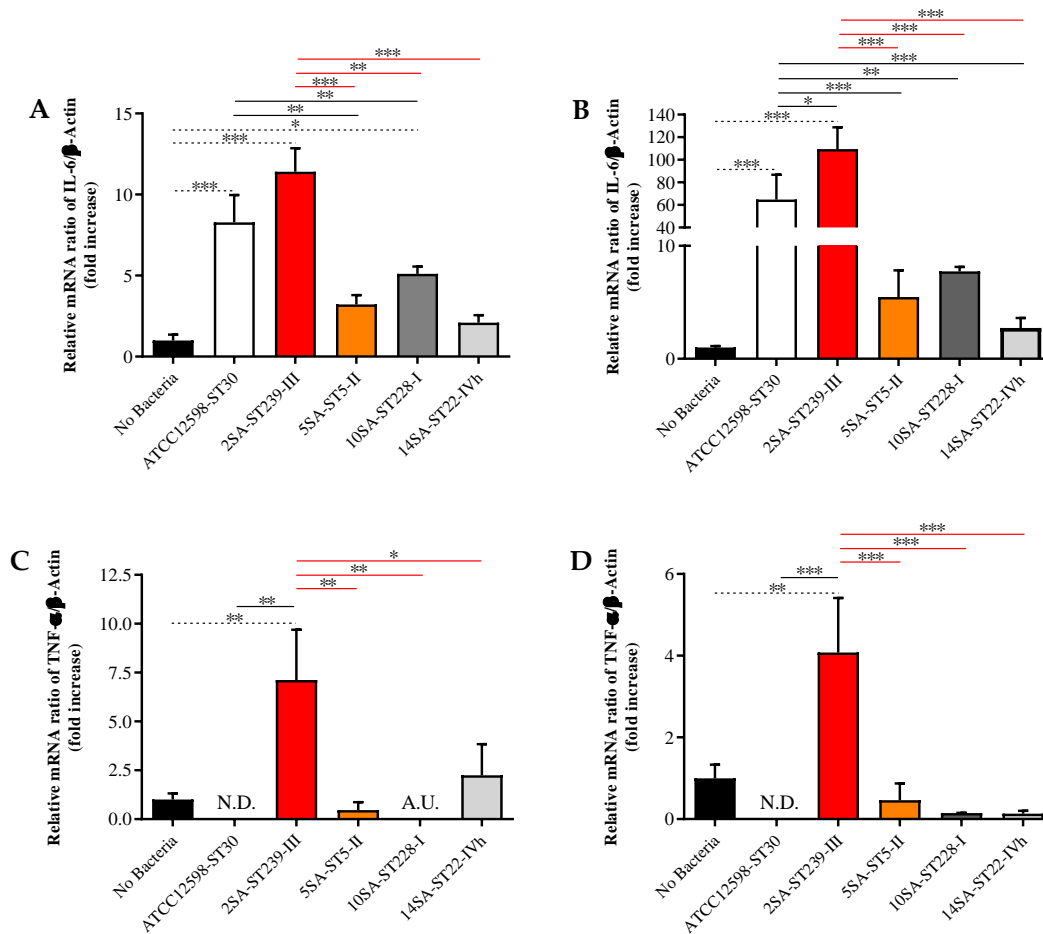 A
Relative mRNA ratio of IL-6/β-Actin
(fold increase)
15
10
5
0
***
**
***
**
**
*
***
***
No Bacteria
ATCC12598-ST30
2SA-ST239-III
5SA-ST5-II
10SA-ST228-I
14SA-ST22-IVh
B
Relative mRNA ratio of IL-6/β-Actin
(fold increase)
140
120
100
80
60
40
10
0
***
***
***
***
**
***
*
***
***
No Bacteria
ATCC12598-ST30
2SA-ST239-III
5SA-ST5-II
10SA-ST228-I
14SA-ST22-IVh
C
Relative mRNA ratio of TNF-α/β-Actin
(fold increase)
12.5
10.0
7.5
5.0
2.5
0.0
*
**
**
**
**
N.D.
A.U.
No Bacteria
ATCC12598-ST30
2SA-ST239-III
5SA-ST5-II
10SA-ST228-I
14SA-ST22-IVh
D
Relative mRNA ratio of TNF-α/β-Actin
(fold increase)
6
4
2
0
***
***
***
***
**
N.D.
No Bacteria
ATCC12598-ST30
2SA-ST239-III
5SA-ST5-II
10SA-ST228-I
14SA-ST22-IVh